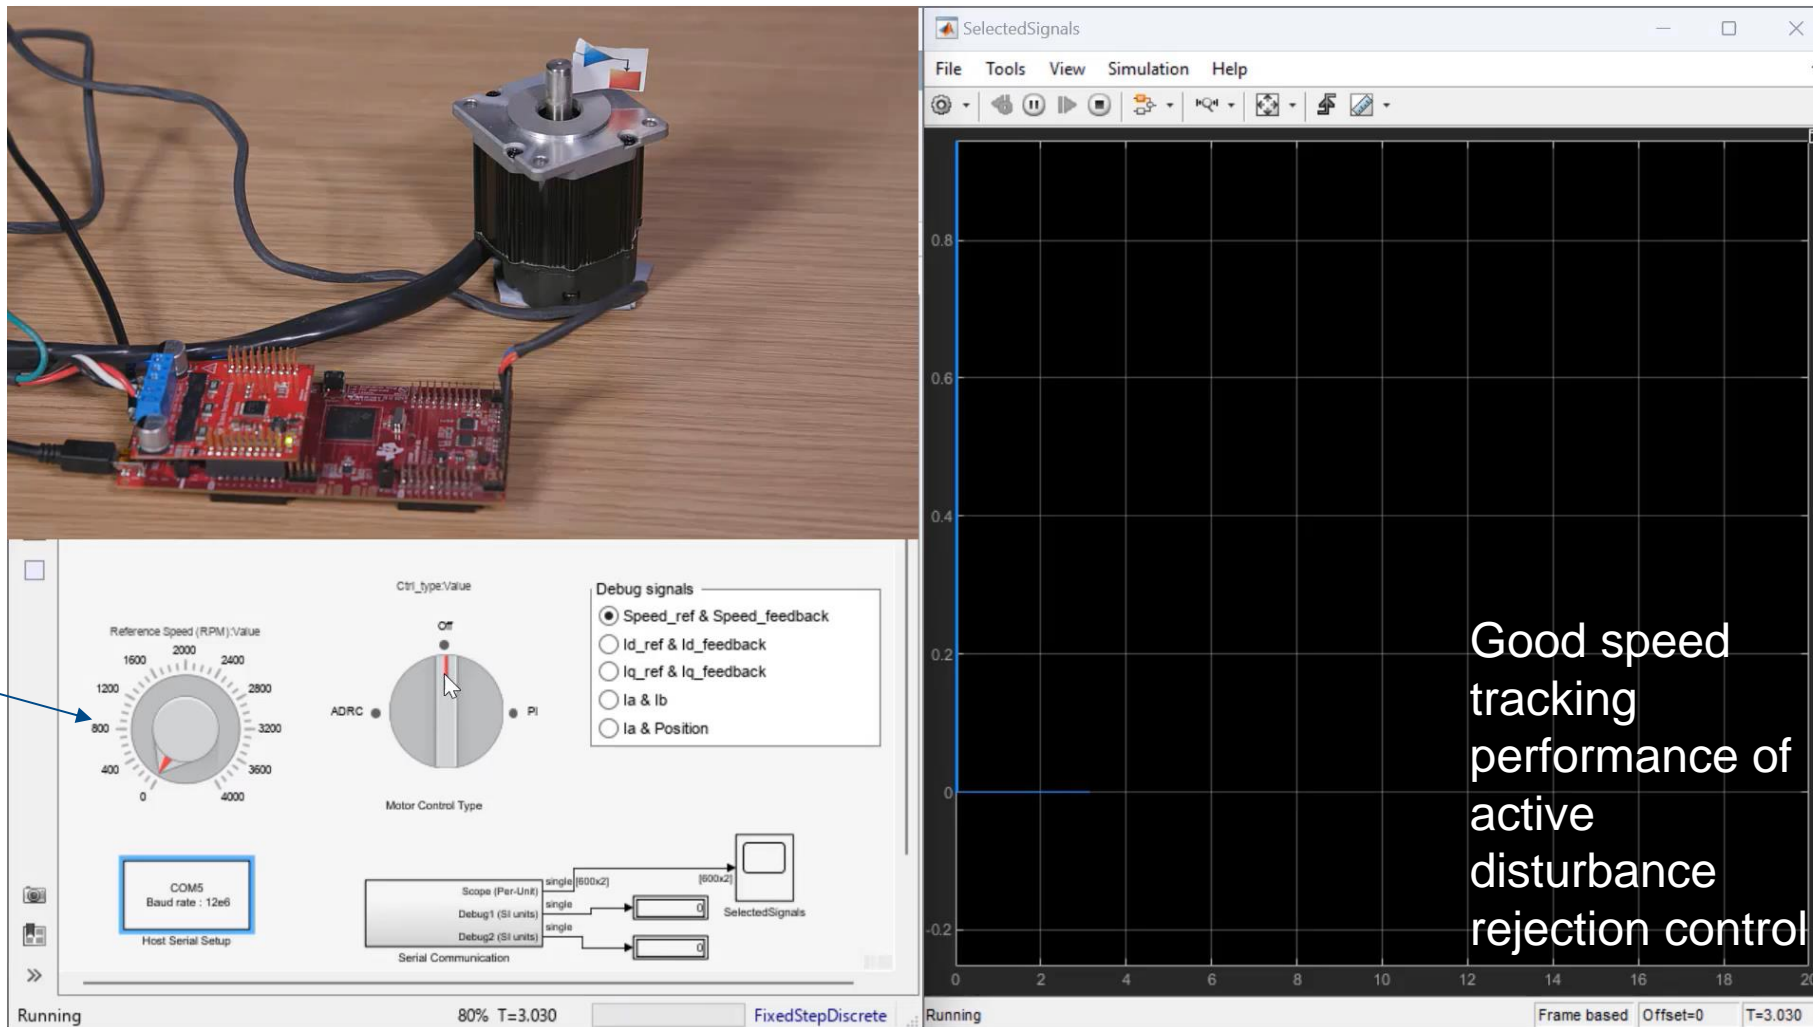 SelectedSignals
File Tools View Simulation Help
0.8
0.6
0.4
0.2
0
-0.2
0 2 4 6 8 10 12 14 16 18 20
Good speed
tracking
performance of
active
disturbance
rejection control
Running Frame based Offset=0 T=3.030
Reference Speed (RPM):Value
0
400
800
1200
1600
2000
2400
2800
3200
3600
4000
Ctrl_type:Value
Off
ADRC
PI
Motor Control Type
Debug signals
Speed_ref & Speed_feedback
Id_ref & Id_feedback
Iq_ref & Iq_feedback
Ia & Ib
Ia & Position
COM5
Baud rate : 12e6
Host Serial Setup
Scope (Per-Unit)
Debug1 (SI units)
Debug2 (SI units)
Serial Communication
single [600x2]
single
single
[600x2]
0
0
SelectedSignals
Running 80% T=3.030 FixedStepDiscrete